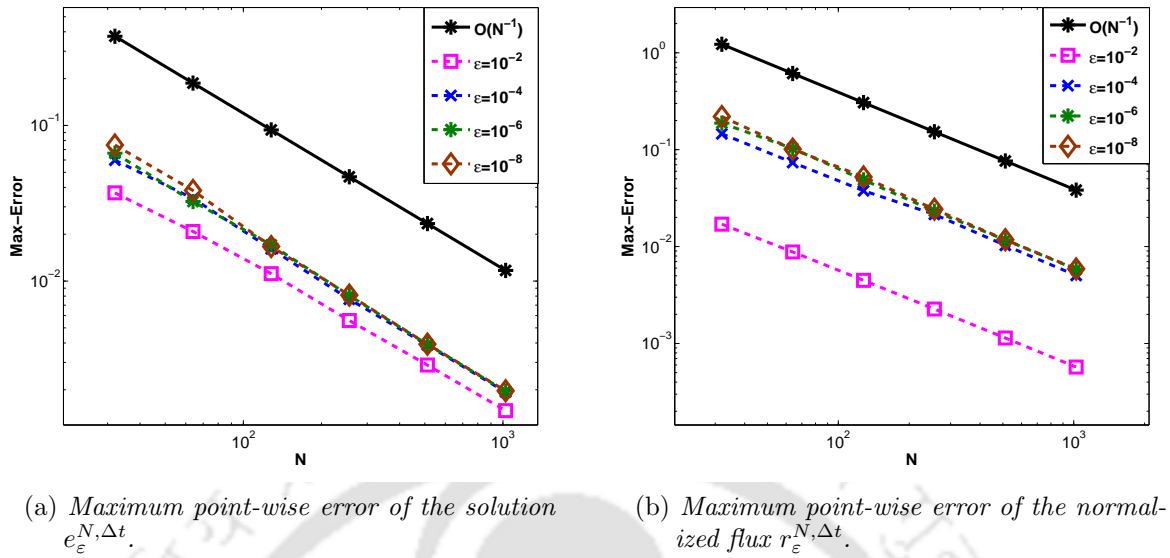 Max−Error
10⁻¹
10⁻²
10²
10³
N
O(N⁻¹)
ε=10⁻²
ε=10⁻⁴
ε=10⁻⁶
ε=10⁻⁸
Max−Error
10⁰
10⁻¹
10⁻²
10⁻³
10²
10³
N
O(N⁻¹)
ε=10⁻²
ε=10⁻⁴
ε=10⁻⁶
ε=10⁻⁸
(a) Maximum point-wise error of the solution
e_ε^{N,Δt}.
(b) Maximum point-wise error of the normal-
ized flux r_ε^{N,Δt}.